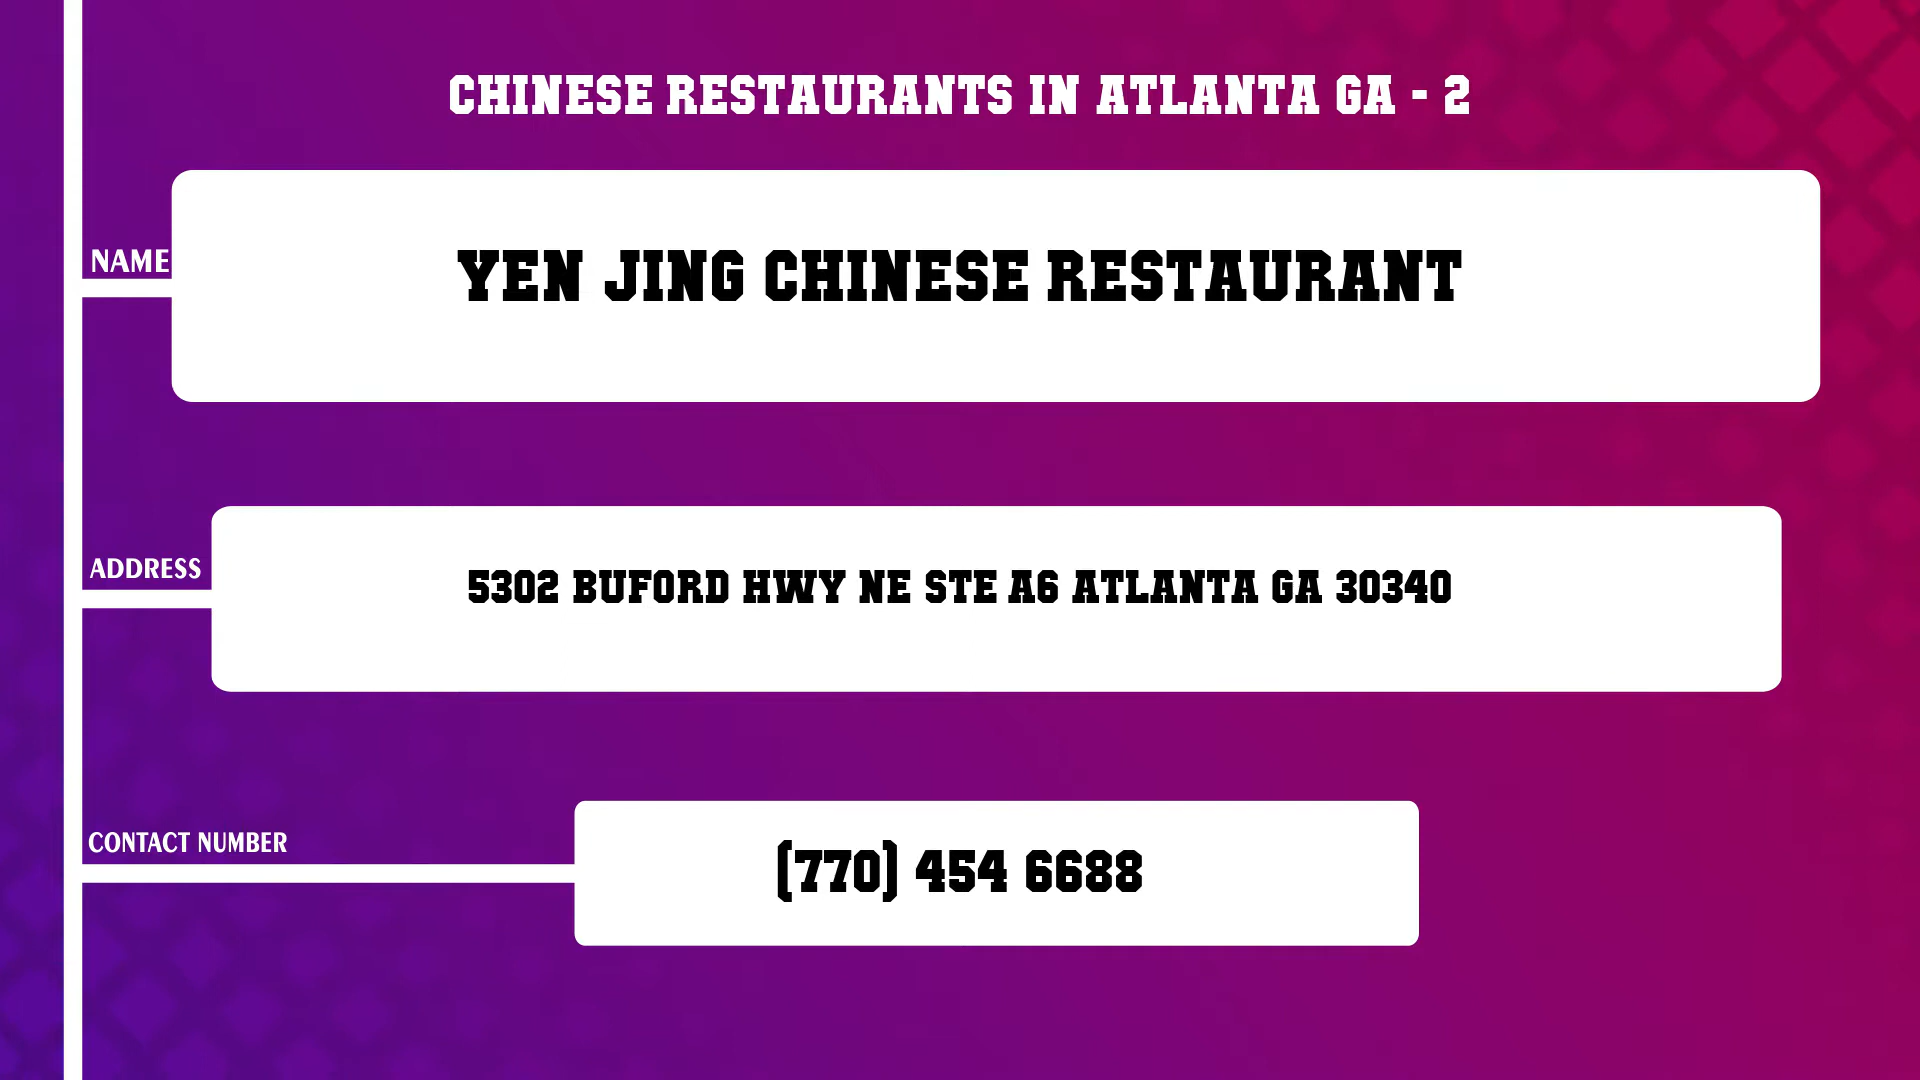 CHINESE RESTAURANTS IN ATLANTA GA - 2
NAME
YEN JING CHINESE RESTAURANT
ADDRESS
5302 BUFORD HWY NE STE A6 ATLANTA GA 30340
CONTACT NUMBER
(770) 454 6688